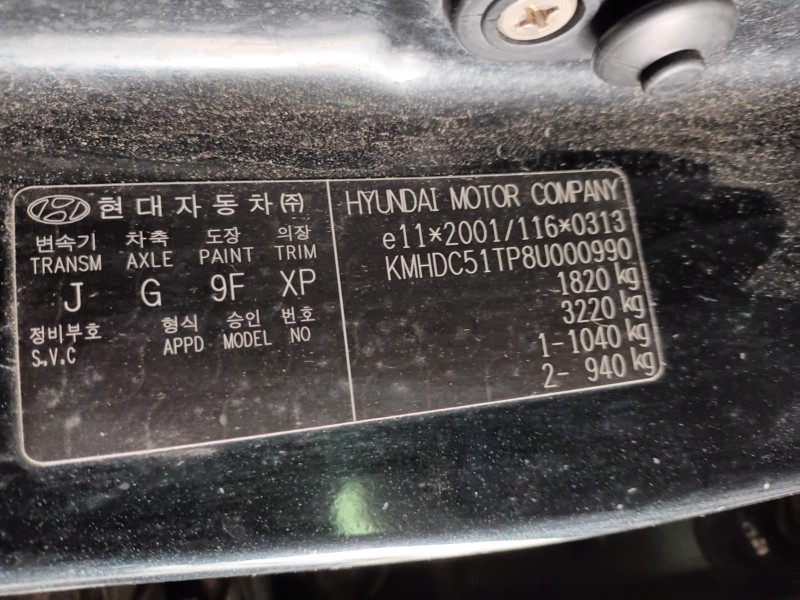 현대자동차㈜
변속기 차축 도장 의장
TRANSM AXLE PAINT TRIM
J G 9F XP
정비부호 형식 승인 번호
S.V.C APPD MODEL NO
HYUNDAI MOTOR COMPANY
e11*2001/116*0313
KMHDC51TP8U000990
1820 kg
3220 kg
1-1040 kg
2- 940 kg